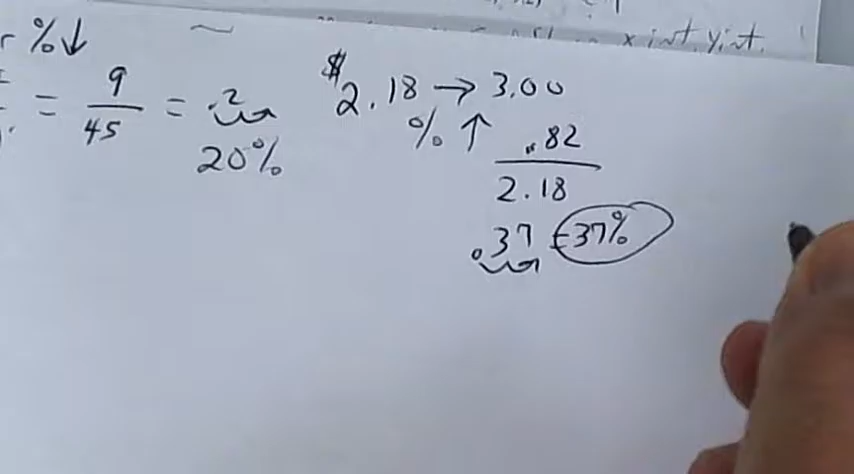 x int, y int.
r %↓
= 9/45 = .2
20%
$2.18 → 3.00
% ↑ .82
2.18
.37 = 37%